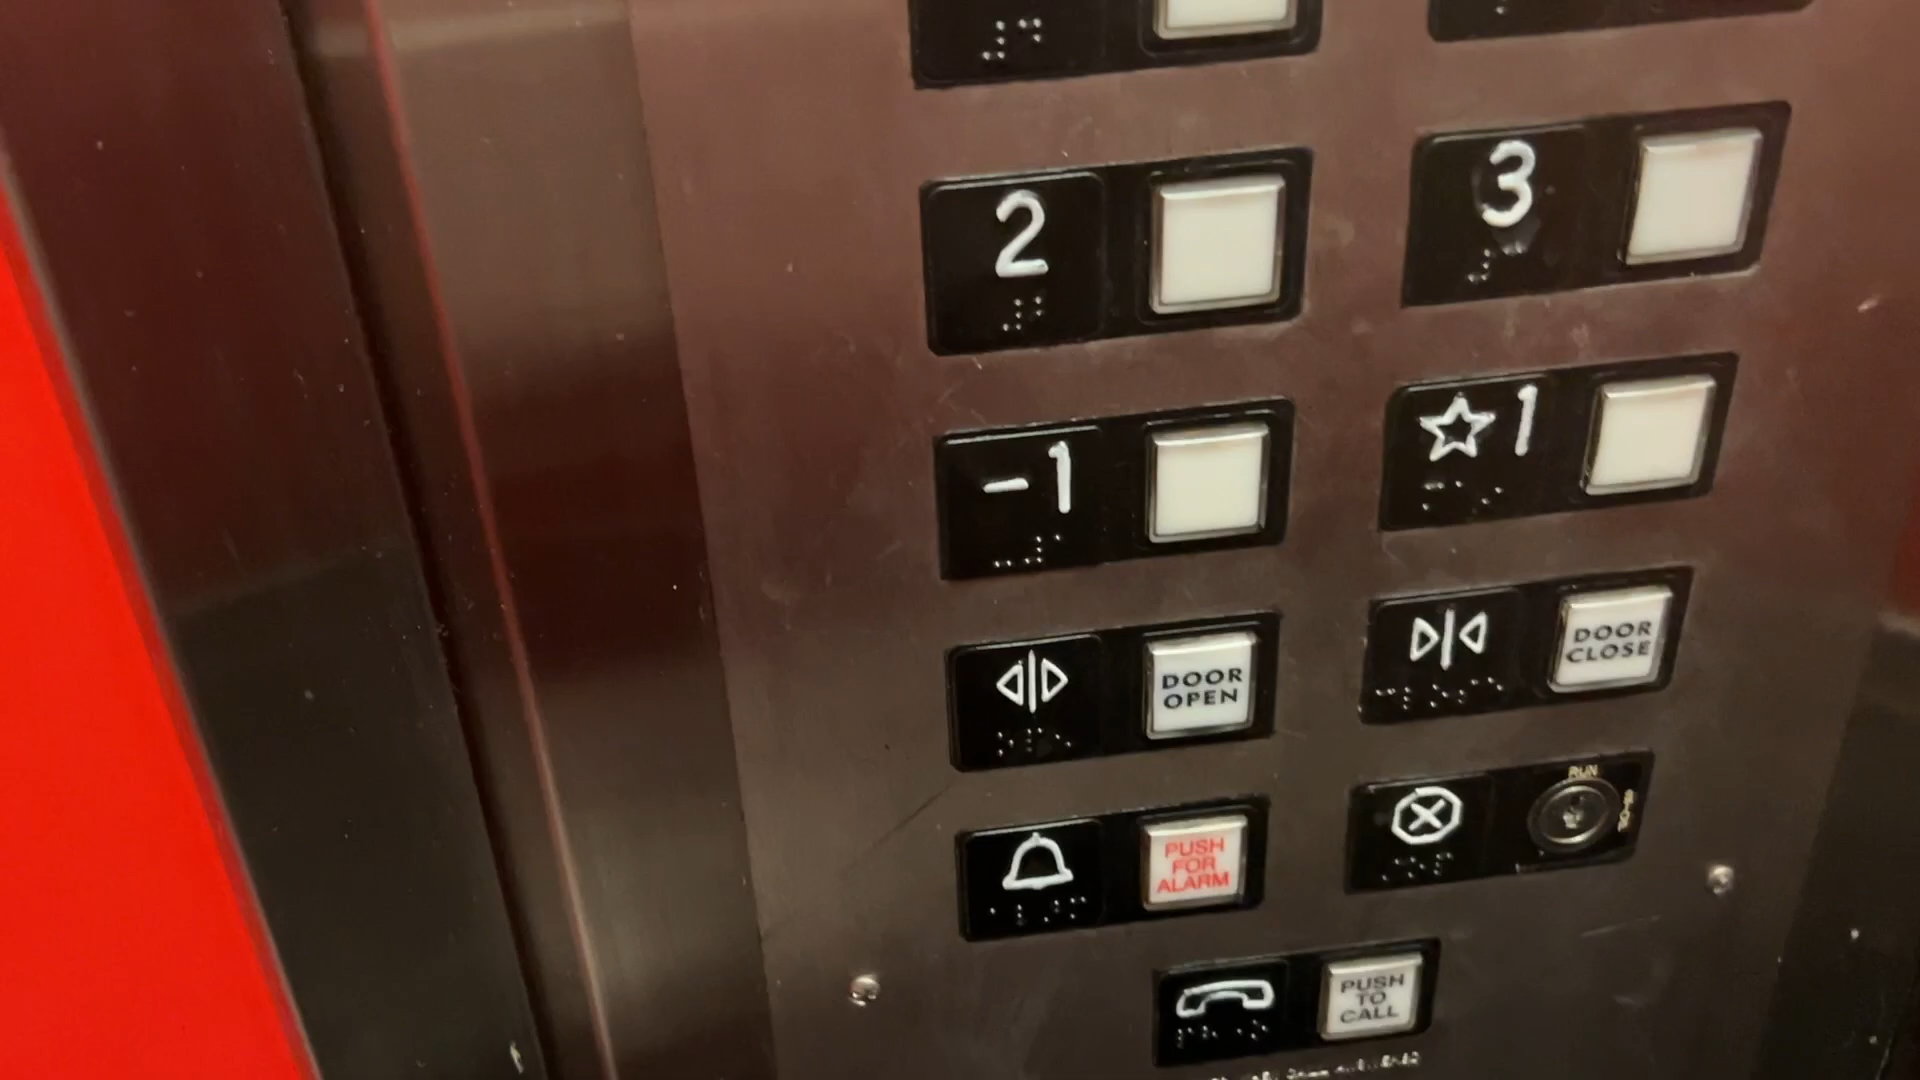 2
3
-1
☆1
DOOR
OPEN
DOOR
CLOSE
PUSH
FOR
ALARM
RUN
PUSH
TO
CALL